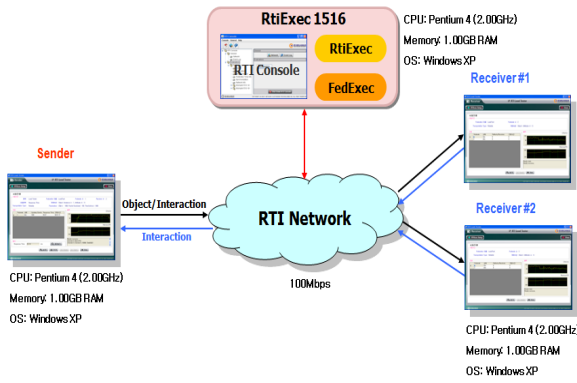 RtiExec 1516
RTI Console
RtiExec
FedExec
CPU: Pentium 4 (2.00GHz)
Memory: 1.00GB RAM
OS: Windows XP
Receiver#1
Sender
Object/Interaction
Interaction
RTI Network
100Mbps
CPU: Pentium 4 (2.00GHz)
Memory: 1.00GB RAM
OS: Windows XP
Receiver#2
CPU: Pentium 4 (2.00GHz)
Memory: 1.00GB RAM
OS: Windows XP